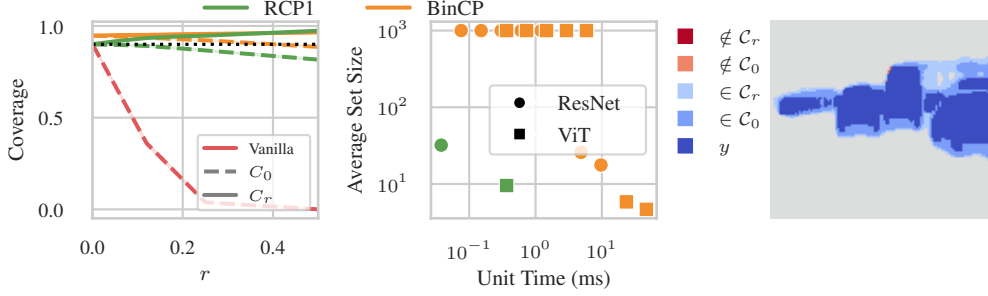 RCP1
BinCP
Coverage
1.0
0.5
0.0
Vanilla
C₀
Cᵣ
0.0
0.2
0.4
r
Average Set Size
10³
10²
10¹
ResNet
ViT
10⁻¹
10⁰
10¹
Unit Time (ms)
∉ 𝒞ᵣ
∉ 𝒞₀
∈ 𝒞ᵣ
∈ 𝒞₀
y